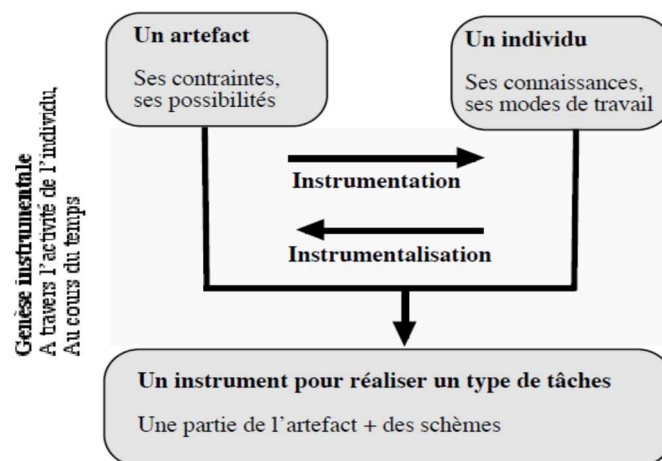 Un artefact
Ses contraintes,
ses possibilités
Un individu
Ses connaissances,
ses modes de travail
Instrumentation
Instrumentalisation
Genèse instrumentale
A travers l'activité de l'individu,
Au cours du temps
Un instrument pour réaliser un type de tâches
Une partie de l'artefact + des schèmes